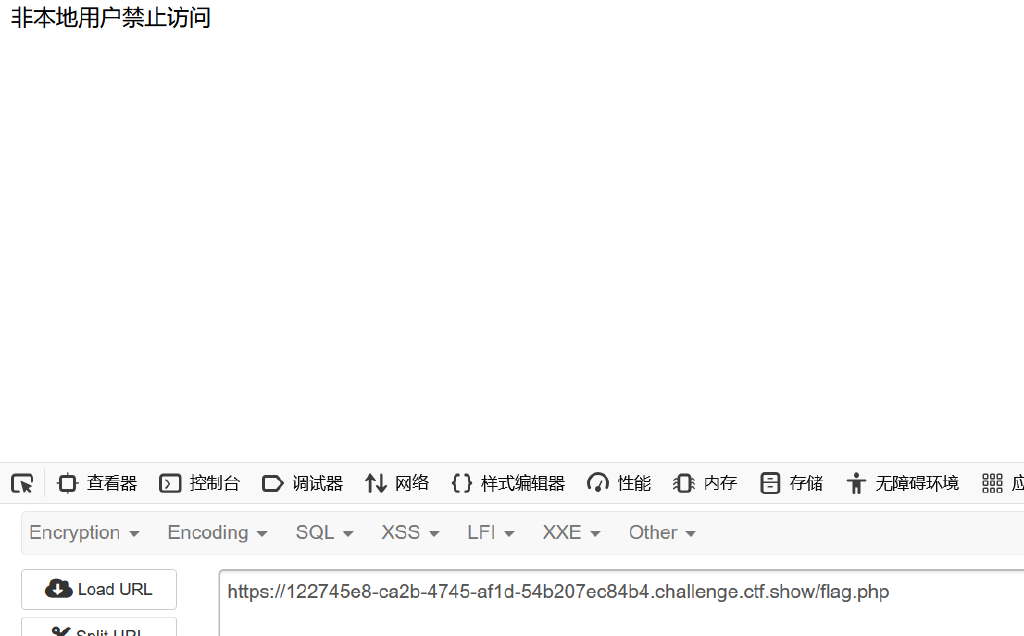 非本地用户禁止访问
查看器 控制台 调试器 网络 样式编辑器 性能 内存 存储 无障碍环境 应
Encryption Encoding SQL XSS LFI XXE Other
Load URL
https://122745e8-ca2b-4745-af1d-54b207ec84b4.challenge.ctf.show/flag.php
Split URL